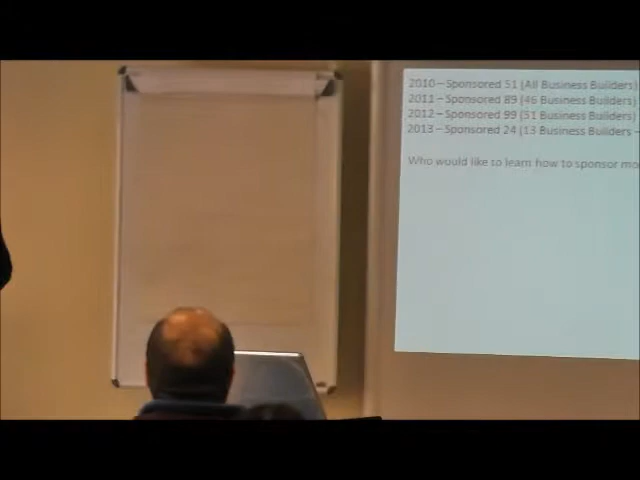 2010 – Sponsored 51 (All Business Builders)
2011 – Sponsored 89 (46 Business Builders)
2012 – Sponsored 99 (51 Business Builders)
2013 – Sponsored 24 (13 Business Builders -
Who would like to learn how to sponsor mo